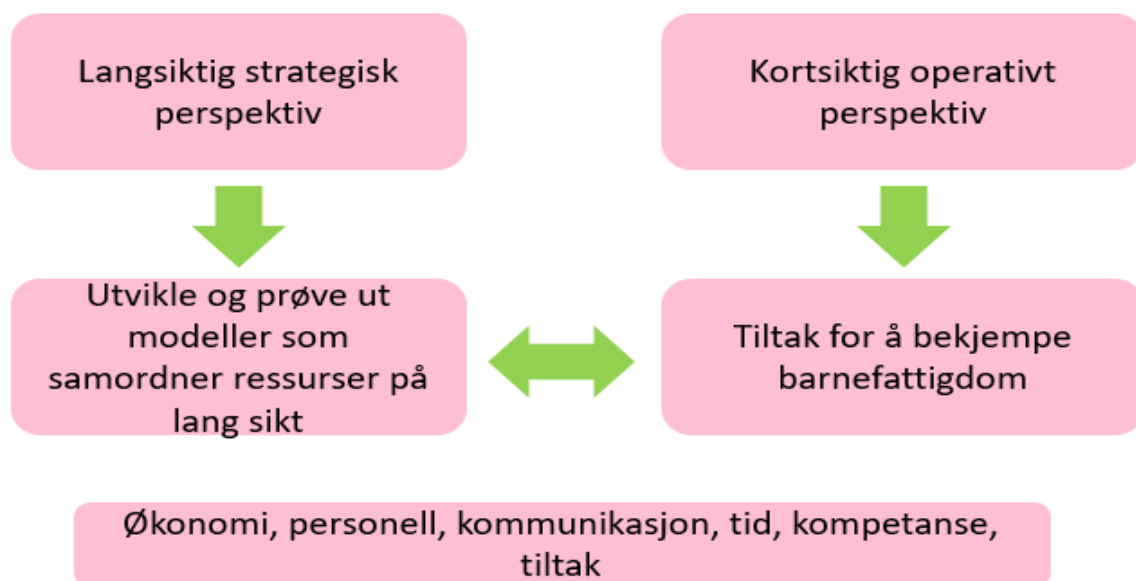 Langsiktig strategisk
perspektiv
Kortsiktig operativt
perspektiv
Utvikle og prøve ut
modeller som
samordner ressurser på
lang sikt
Tiltak for å bekjempe
barnefattigdom
Økonomi, personell, kommunikasjon, tid, kompetanse,
tiltak